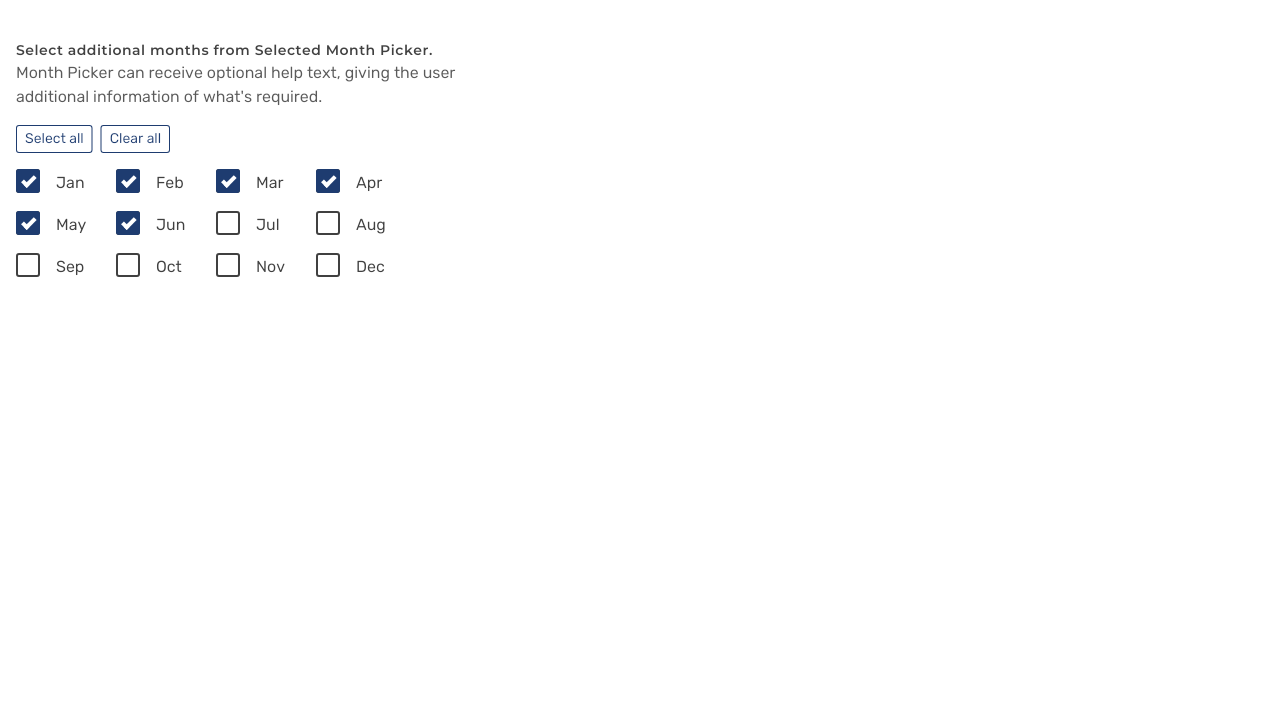 Select additional months from Selected Month Picker.
Month Picker can receive optional help text, giving the user
additional information of what's required.
Select all Clear all
Jan Feb Mar Apr
May Jun Jul Aug
Sep Oct Nov Dec